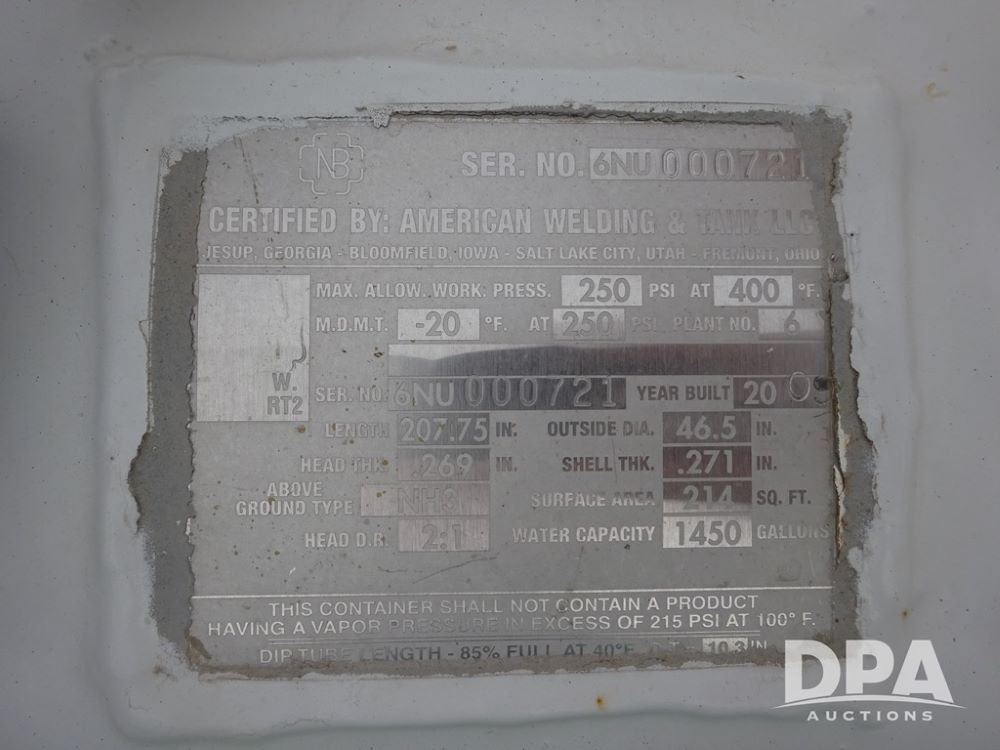 NB SER. NO. 6NU000721
CERTIFIED BY: AMERICAN WELDING & TANK LLC
JESUP, GEORGIA - BLOOMFIELD, IOWA - SALT LAKE CITY, UTAH - FREMONT, OHIO
MAX. ALLOW. WORK. PRESS. 250 PSI AT 400 °F.
M.D.M.T. -20 °F. AT 250 PSI. PLANT NO. 6
W.
RT2
SER. NO. 6NU000721 YEAR BUILT 20
LENGTH 207.75 IN. OUTSIDE DIA. 46.5 IN.
HEAD THK. .269 IN. SHELL THK. .271 IN.
ABOVE
GROUND TYPE NH3 SURFACE AREA 214 SQ. FT.
HEAD D.R. 2:1 WATER CAPACITY 1450 GALLONS
THIS CONTAINER SHALL NOT CONTAIN A PRODUCT
HAVING A VAPOR PRESSURE IN EXCESS OF 215 PSI AT 100° F.
DIP TUBE LENGTH - 85% FULL AT 40°F. IN
DPA
AUCTIONS